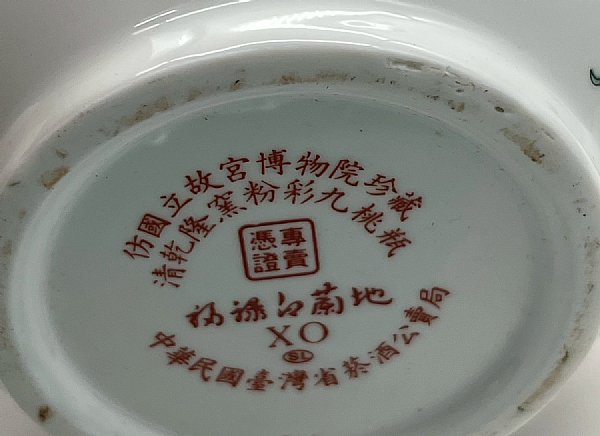 仿國立故宮博物院珍藏
清乾隆窯粉彩九桃瓶
專賣
憑證
福祿白蘭地
XO
中華民國臺灣省菸酒公賣局